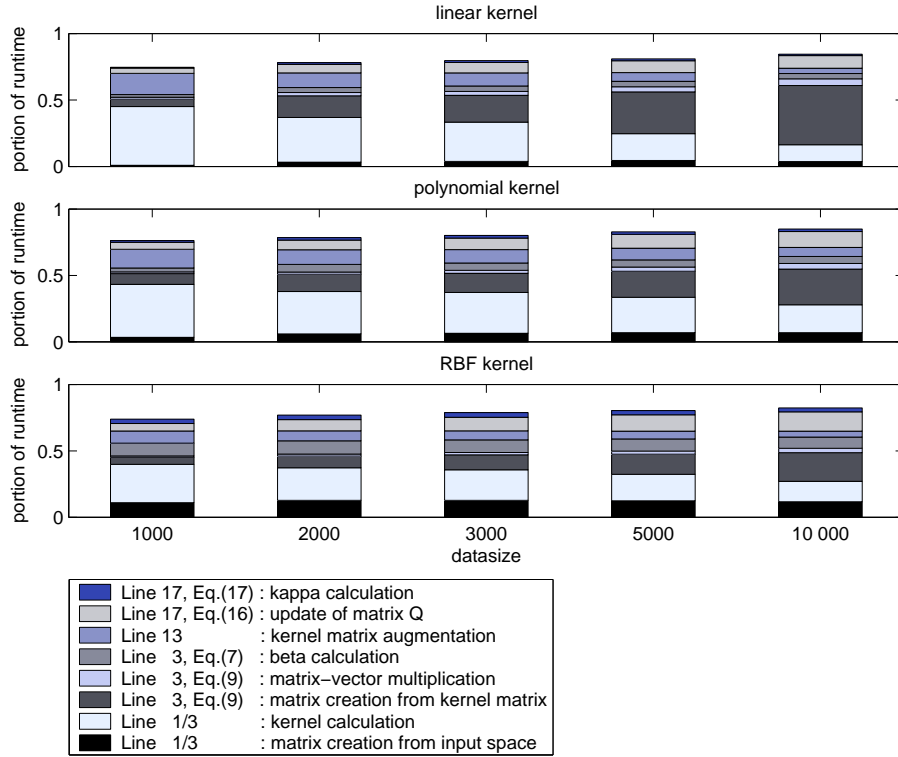 linear kernel
1
0.5
0
portion of runtime
polynomial kernel
1
0.5
0
portion of runtime
RBF kernel
1
0.5
0
portion of runtime
1000 2000 3000 5000 10 000
datasize
Line 17, Eq.(17) : kappa calculation
Line 17, Eq.(16) : update of matrix Q
Line 13 : kernel matrix augmentation
Line 3, Eq.(7) : beta calculation
Line 3, Eq.(9) : matrix−vector multiplication
Line 3, Eq.(9) : matrix creation from kernel matrix
Line 1/3 : kernel calculation
Line 1/3 : matrix creation from input space